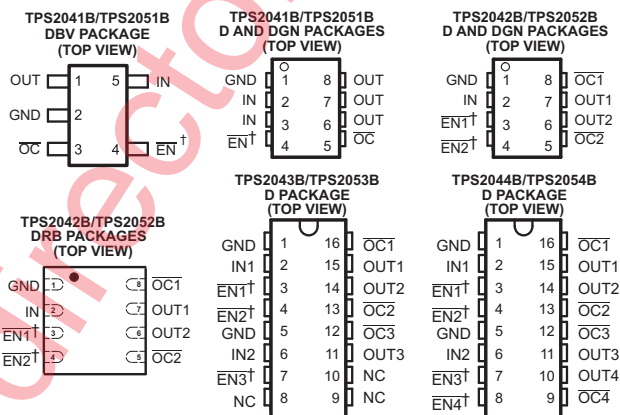 TPS2041B/TPS2051B
DBV PACKAGE
(TOP VIEW)
OUT 1 5 IN
GND 2
OC 3 4 EN†
TPS2041B/TPS2051B
D AND DGN PACKAGES
(TOP VIEW)
GND 1 8 OUT
IN 2 7 OUT
IN 3 6 OUT
EN† 4 5 OC
TPS2042B/TPS2052B
D AND DGN PACKAGES
(TOP VIEW)
GND 1 8 OC1
IN 2 7 OUT1
EN1† 3 6 OUT2
EN2† 4 5 OC2
TPS2042B/TPS2052B
DRB PACKAGES
(TOP VIEW)
GND 1 8 OC1
IN 2 7 OUT1
EN1† 3 6 OUT2
EN2† 4 5 OC2
TPS2043B/TPS2053B
D PACKAGE
(TOP VIEW)
GND 1 16 OC1
IN1 2 15 OUT1
EN1† 3 14 OUT2
EN2† 4 13 OC2
GND 5 12 OC3
IN2 6 11 OUT3
EN3† 7 10 NC
NC 8 9 NC
TPS2044B/TPS2054B
D PACKAGE
(TOP VIEW)
GND 1 16 OC1
IN1 2 15 OUT1
EN1† 3 14 OUT2
EN2† 4 13 OC2
GND 5 12 OC3
IN2 6 11 OUT3
EN3† 7 10 OUT4
EN4† 8 9 OC4